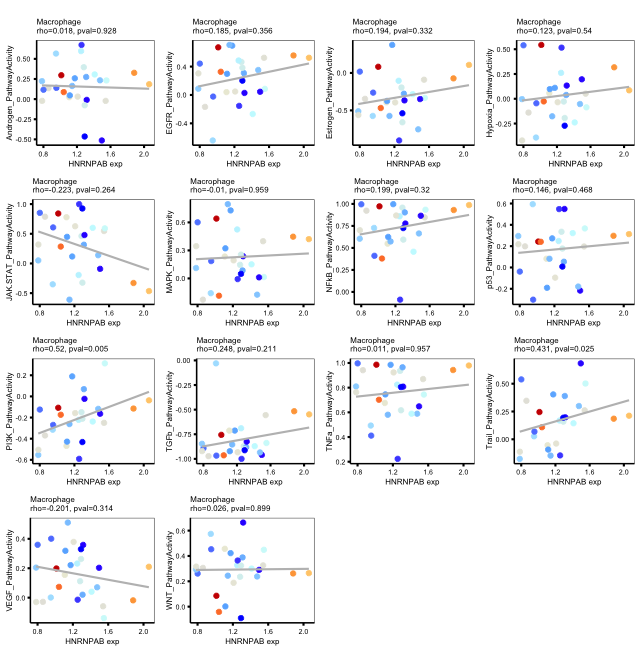 Macrophage
rho=0.018, pval=0.928
Androgen_PathwayActivity
0.50
0.25
0.00
-0.25
-0.50
0.8 1.2 1.6 2.0
HNRNPAB exp
Macrophage
rho=0.185, pval=0.356
EGFR_PathwayActivity
0.4
0.0
-0.4
0.8 1.2 1.6 2.0
HNRNPAB exp
Macrophage
rho=0.194, pval=0.332
Estrogen_PathwayActivity
0.0
-0.5
0.8 1.2 1.6 2.0
HNRNPAB exp
Macrophage
rho=0.123, pval=0.54
Hypoxia_PathwayActivity
0.50
0.25
0.00
-0.25
0.8 1.2 1.6 2.0
HNRNPAB exp
Macrophage
rho=-0.223, pval=0.264
JAK.STAT_PathwayActivity
0.9
0.6
0.3
0.0
-0.3
-0.6
0.8 1.2 1.6 2.0
HNRNPAB exp
Macrophage
rho=-0.01, pval=0.959
MAPK_PathwayActivity
0.6
0.3
0.0
-0.3
0.8 1.2 1.6 2.0
HNRNPAB exp
Macrophage
rho=0.199, pval=0.32
NFkB_PathwayActivity
1.00
0.75
0.50
0.25
0.00
0.8 1.2 1.6 2.0
HNRNPAB exp
Macrophage
rho=0.146, pval=0.468
p53_PathwayActivity
0.6
0.4
0.2
0.0
-0.2
0.8 1.2 1.6 2.0
HNRNPAB exp
Macrophage
rho=0.52, pval=0.005
PI3K_PathwayActivity
0.2
0.0
-0.2
-0.4
-0.6
0.8 1.2 1.6 2.0
HNRNPAB exp
Macrophage
rho=0.248, pval=0.211
TGFb_PathwayActivity
0.00
-0.25
-0.50
-0.75
-1.00
0.8 1.2 1.6 2.0
HNRNPAB exp
Macrophage
rho=0.011, pval=0.957
TNFa_PathwayActivity
1.0
0.8
0.6
0.4
0.2
0.8 1.2 1.6 2.0
HNRNPAB exp
Macrophage
rho=0.431, pval=0.025
Trail_PathwayActivity
0.50
0.25
0.00
0.8 1.2 1.6 2.0
HNRNPAB exp
Macrophage
rho=-0.201, pval=0.314
VEGF_PathwayActivity
0.4
0.2
0.0
0.8 1.2 1.6 2.0
HNRNPAB exp
Macrophage
rho=0.026, pval=0.899
WNT_PathwayActivity
0.6
0.4
0.2
0.0
0.8 1.2 1.6 2.0
HNRNPAB exp